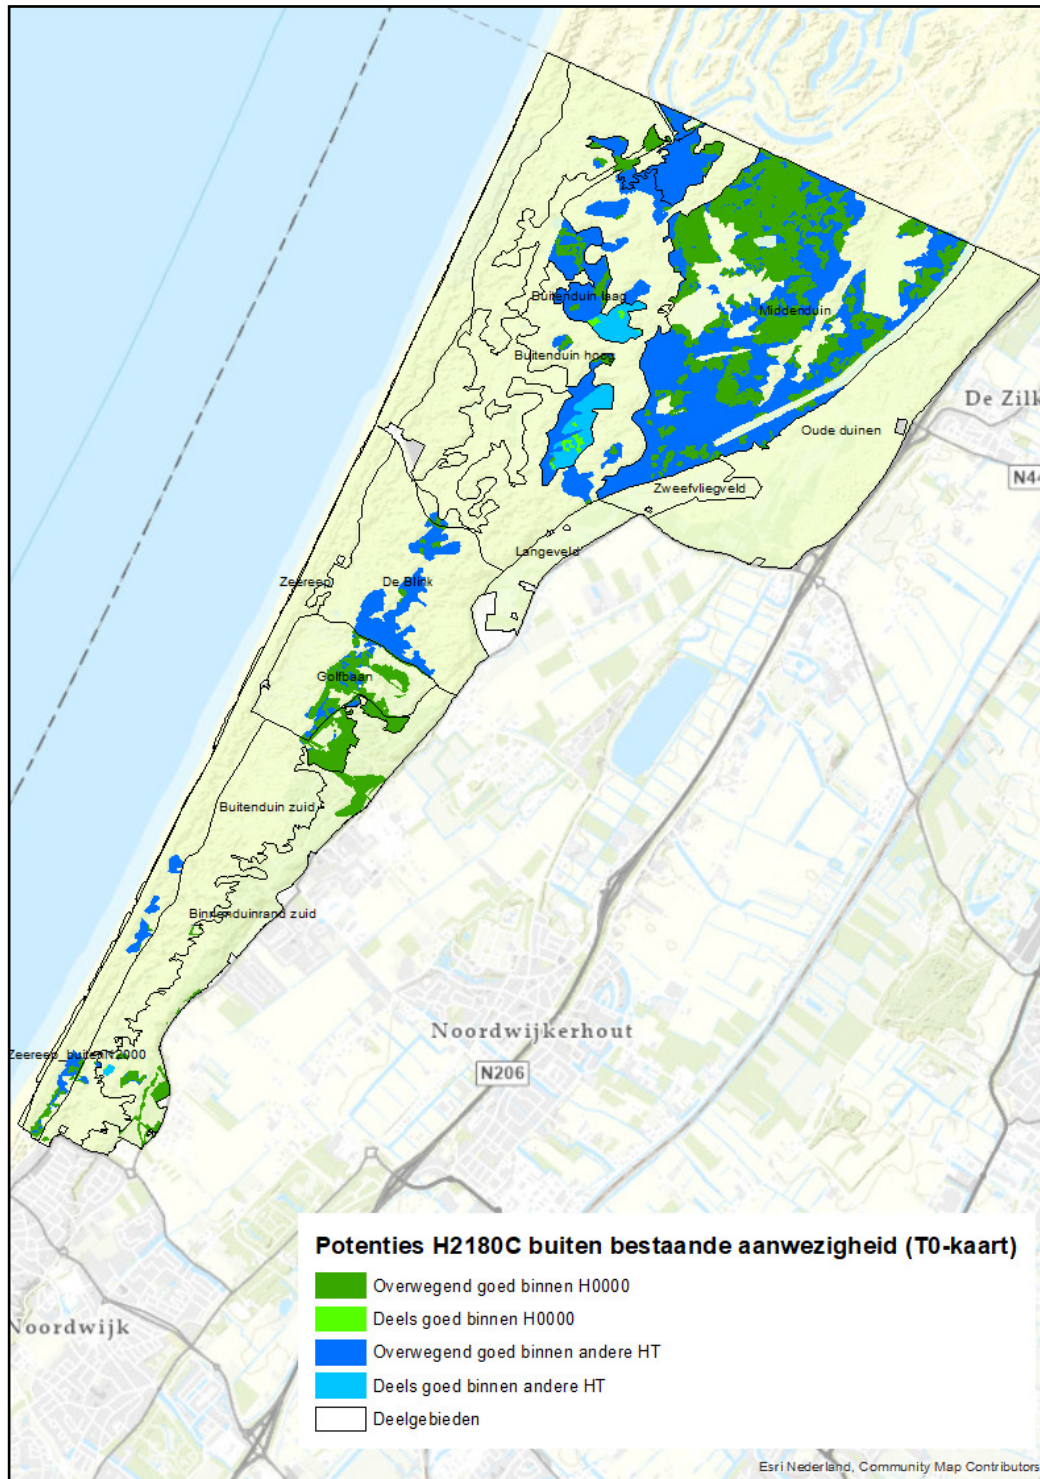 Buitenduin laag
Middenduin
Buitenduin hoog
De Zilk
Oude duinen
N44
Zweefvliegveld
Langeveld
Zeereep
De Blink
Golfbaan
Buitenduin zuid
Binnenduinrand zuid
Noordwijkerhout
Zeereep_buitenN2000
N206
Noordwijk
Potenties H2180C buiten bestaande aanwezigheid (T0-kaart)
Overwegend goed binnen H0000
Deels goed binnen H0000
Overwegend goed binnen andere HT
Deels goed binnen andere HT
Deelgebieden
Esri Nederland, Community Map Contributors